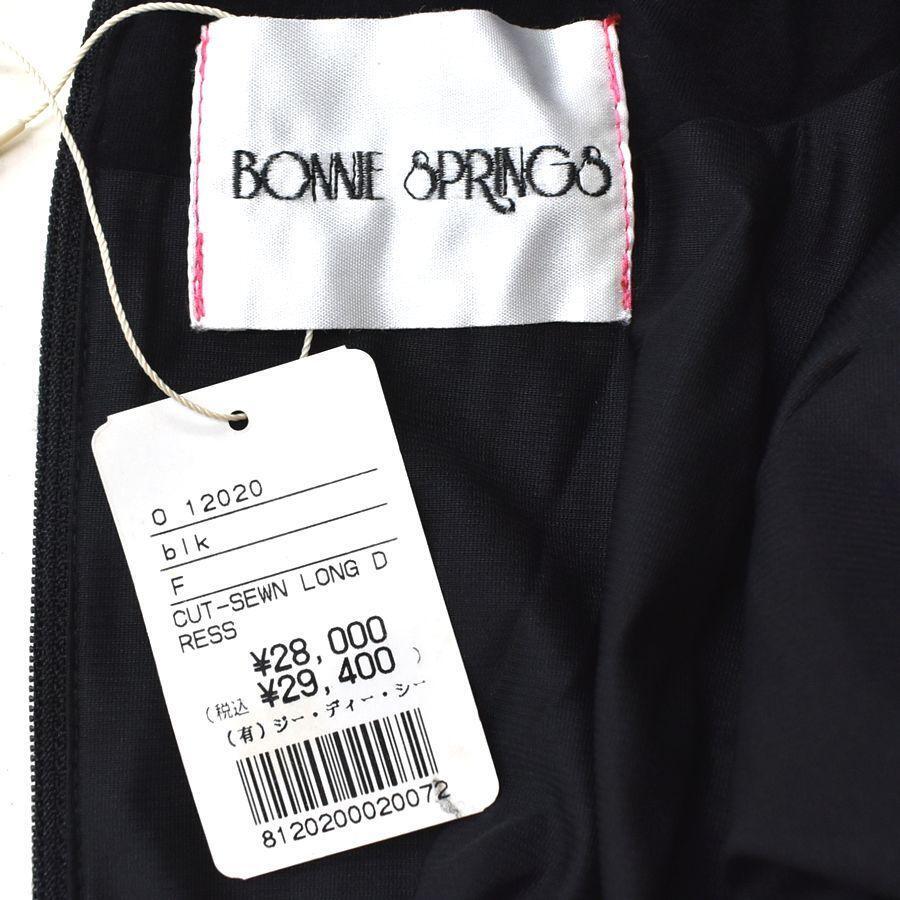 BONNIE SPRINGS
O 12020
blk
F
CUT-SEWN LONG D
RESS
¥28,000
(税込 ¥29,400 )
(有)ジー・ディー・シー
8120200020072